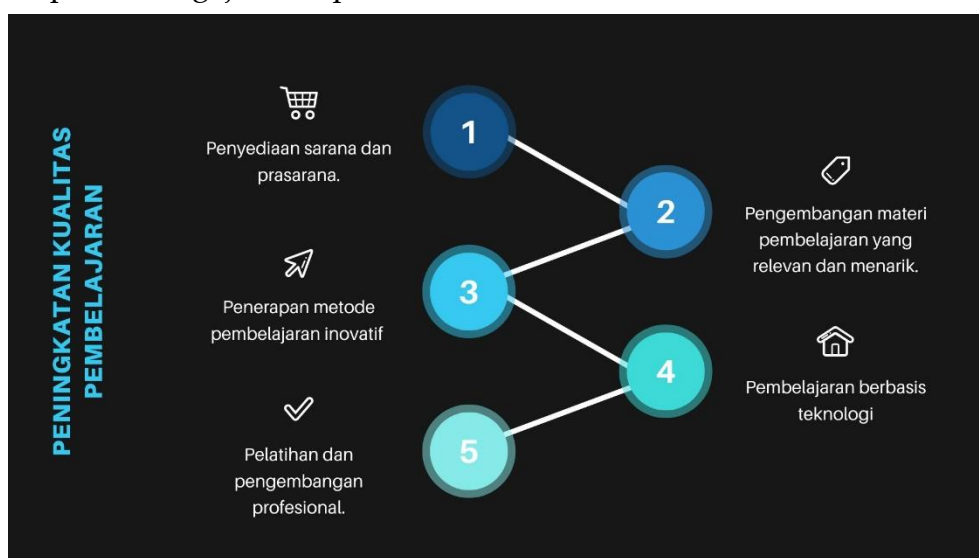 PENINGKATAN KUALITAS
PEMBELAJARAN
1
Penyediaan sarana dan
prasarana.
2
Pengembangan materi
pembelajaran yang
relevan dan menarik.
3
Penerapan metode
pembelajaran inovatif
4
Pembelajaran berbasis
teknologi
5
Pelatihan dan
pengembangan
profesional.